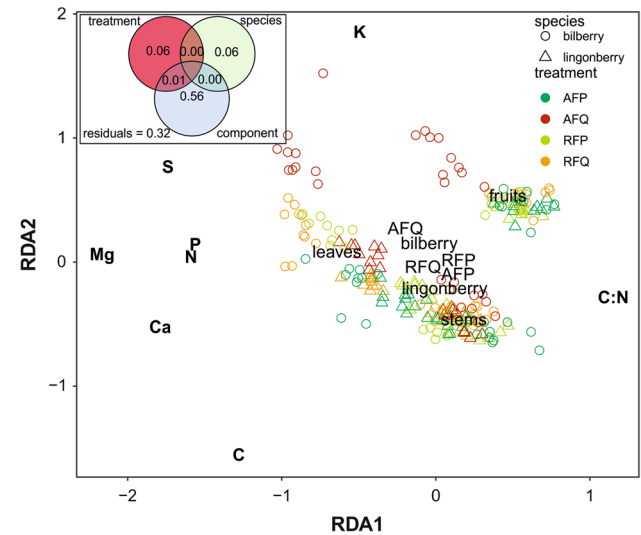 2
1
0
−1
RDA2
treatment species
0.06 0.00 0.06
0.01 0.00
0.56
residuals = 0.32 component
K
species
bilberry
lingonberry
treatment
AFP
AFQ
RFP
RFQ
S
fruits
AFQ
bilberry
P
Mg
N
leaves
RFP
RFQ
AFP
lingonberry
C:N
Ca
stems
C
−2 −1 0 1
RDA1